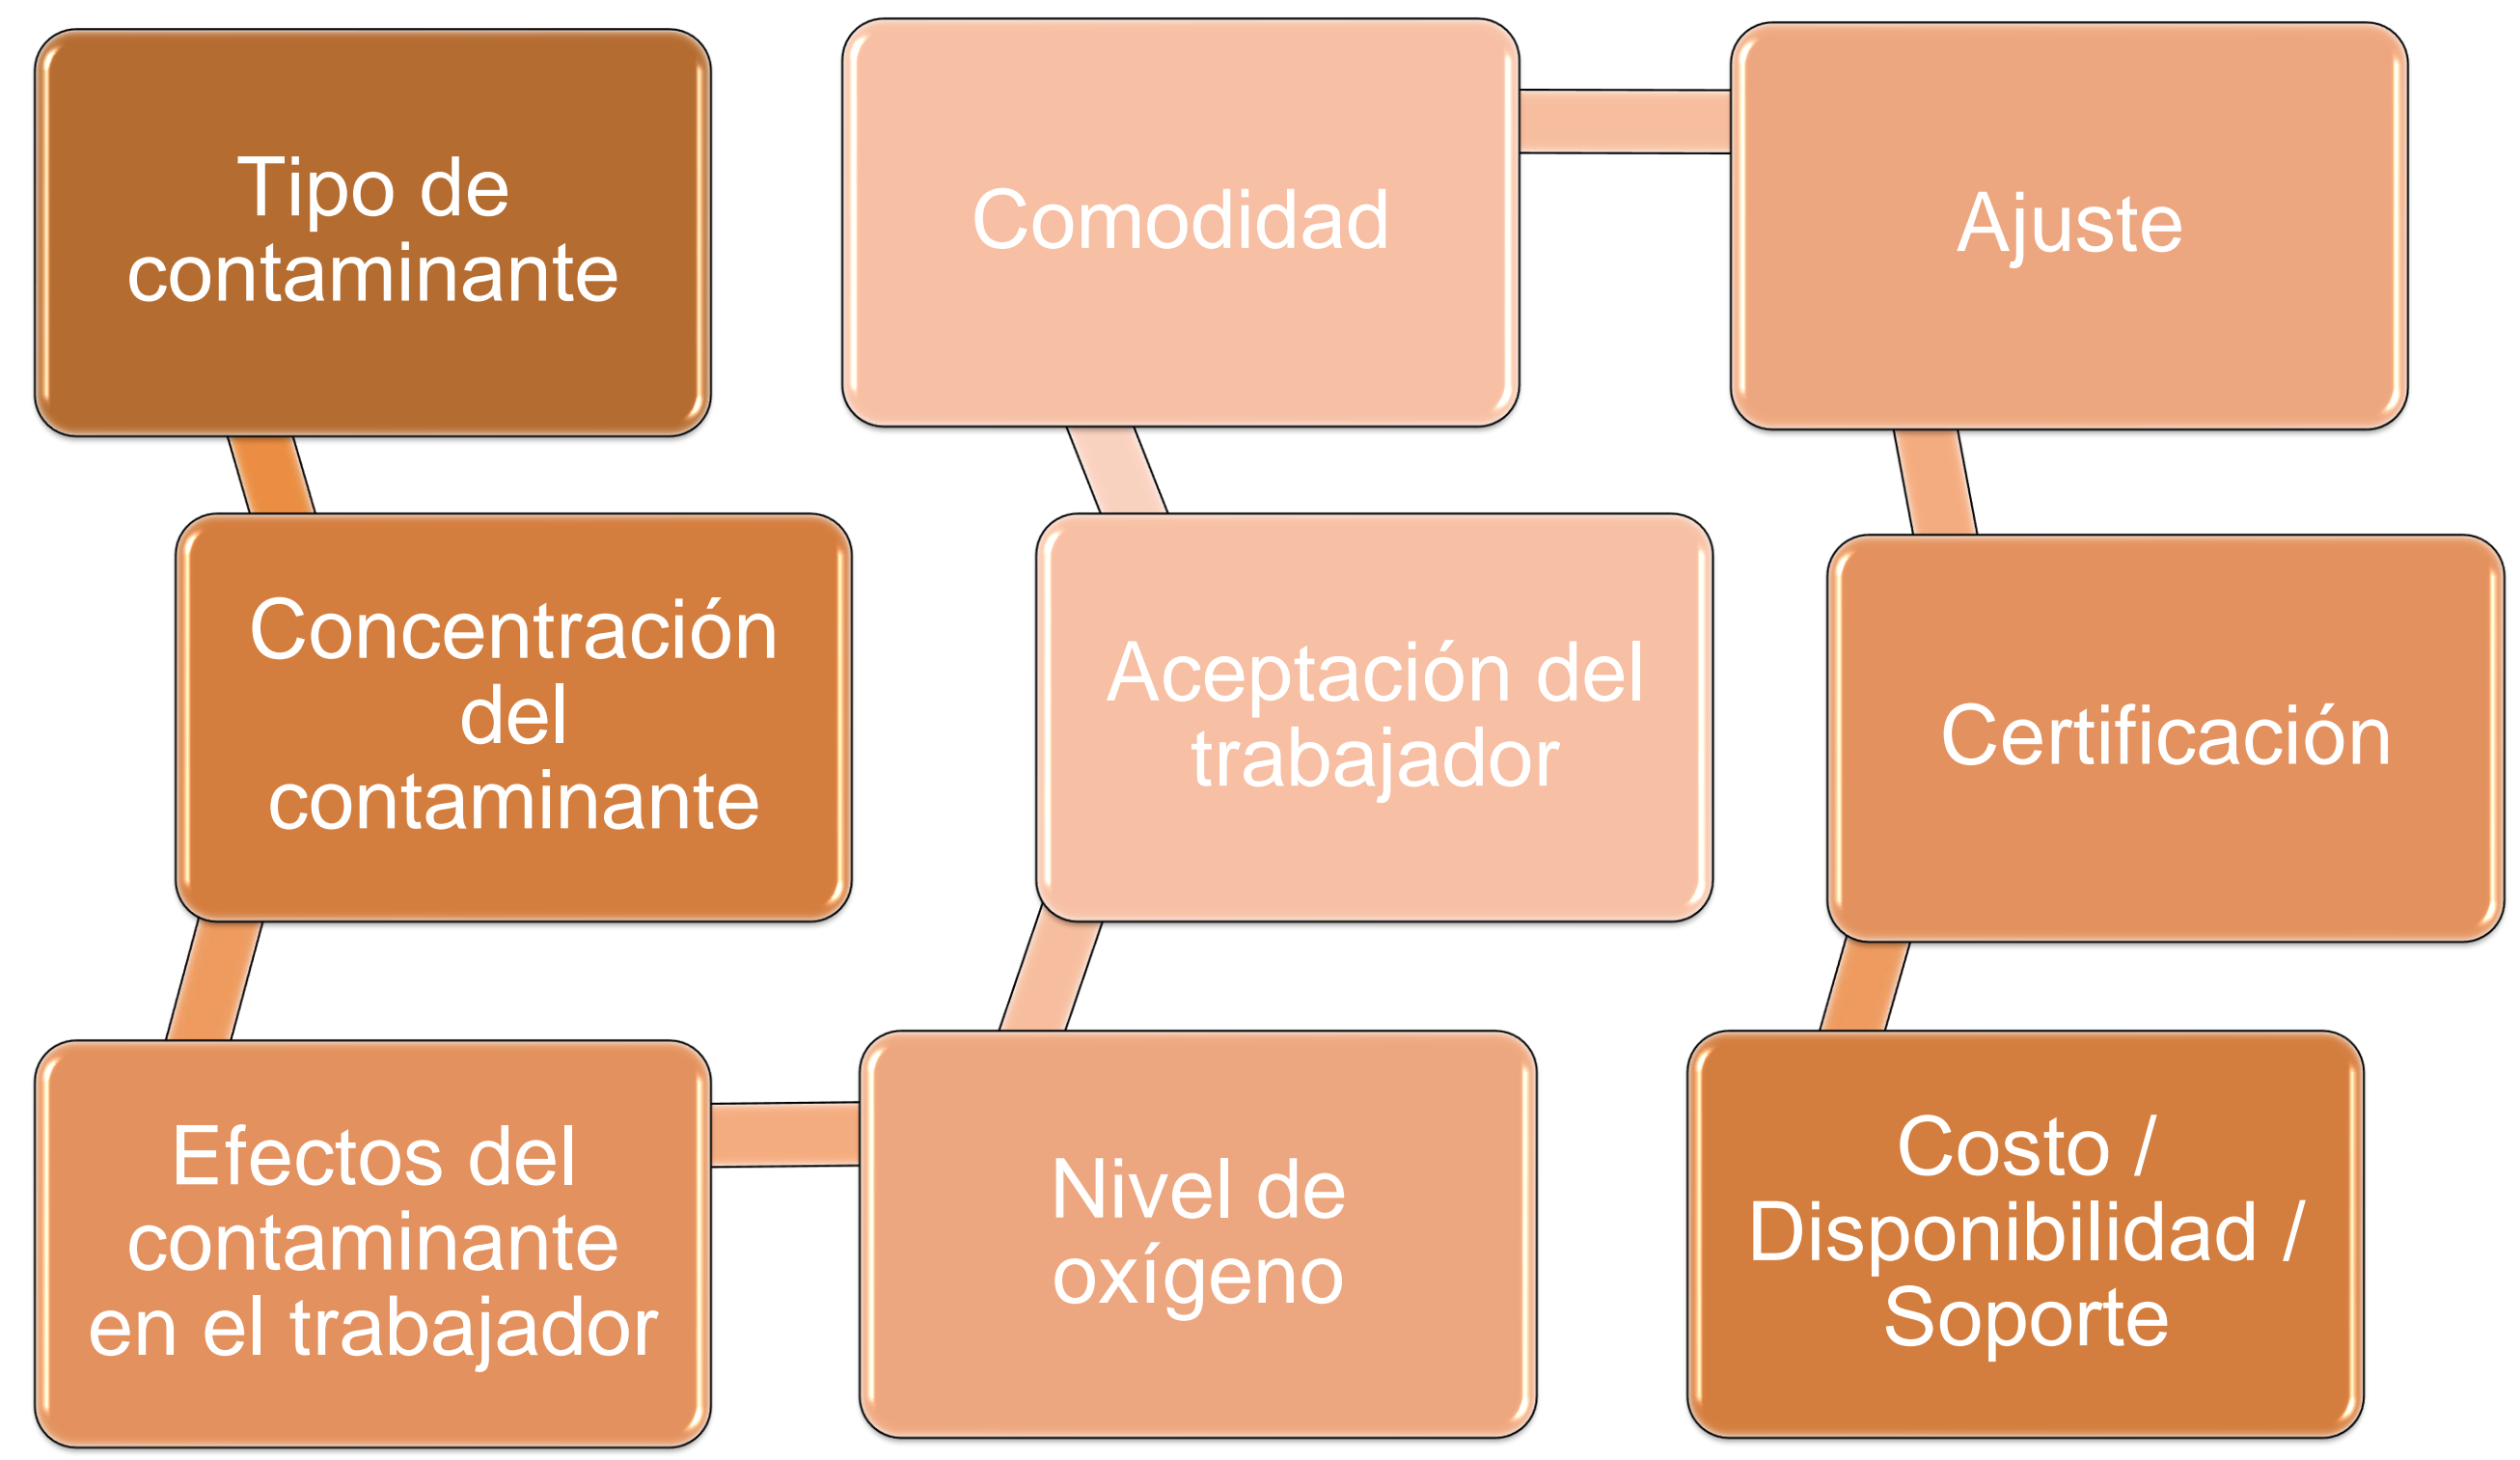 Tipo de
contaminante
Concentración
del
contaminante
Efectos del
contaminante
en el trabajador
Nivel de
oxígeno
Aceptación del
trabajador
Comodidad
Ajuste
Certificación
Costo /
Disponibilidad /
Soporte